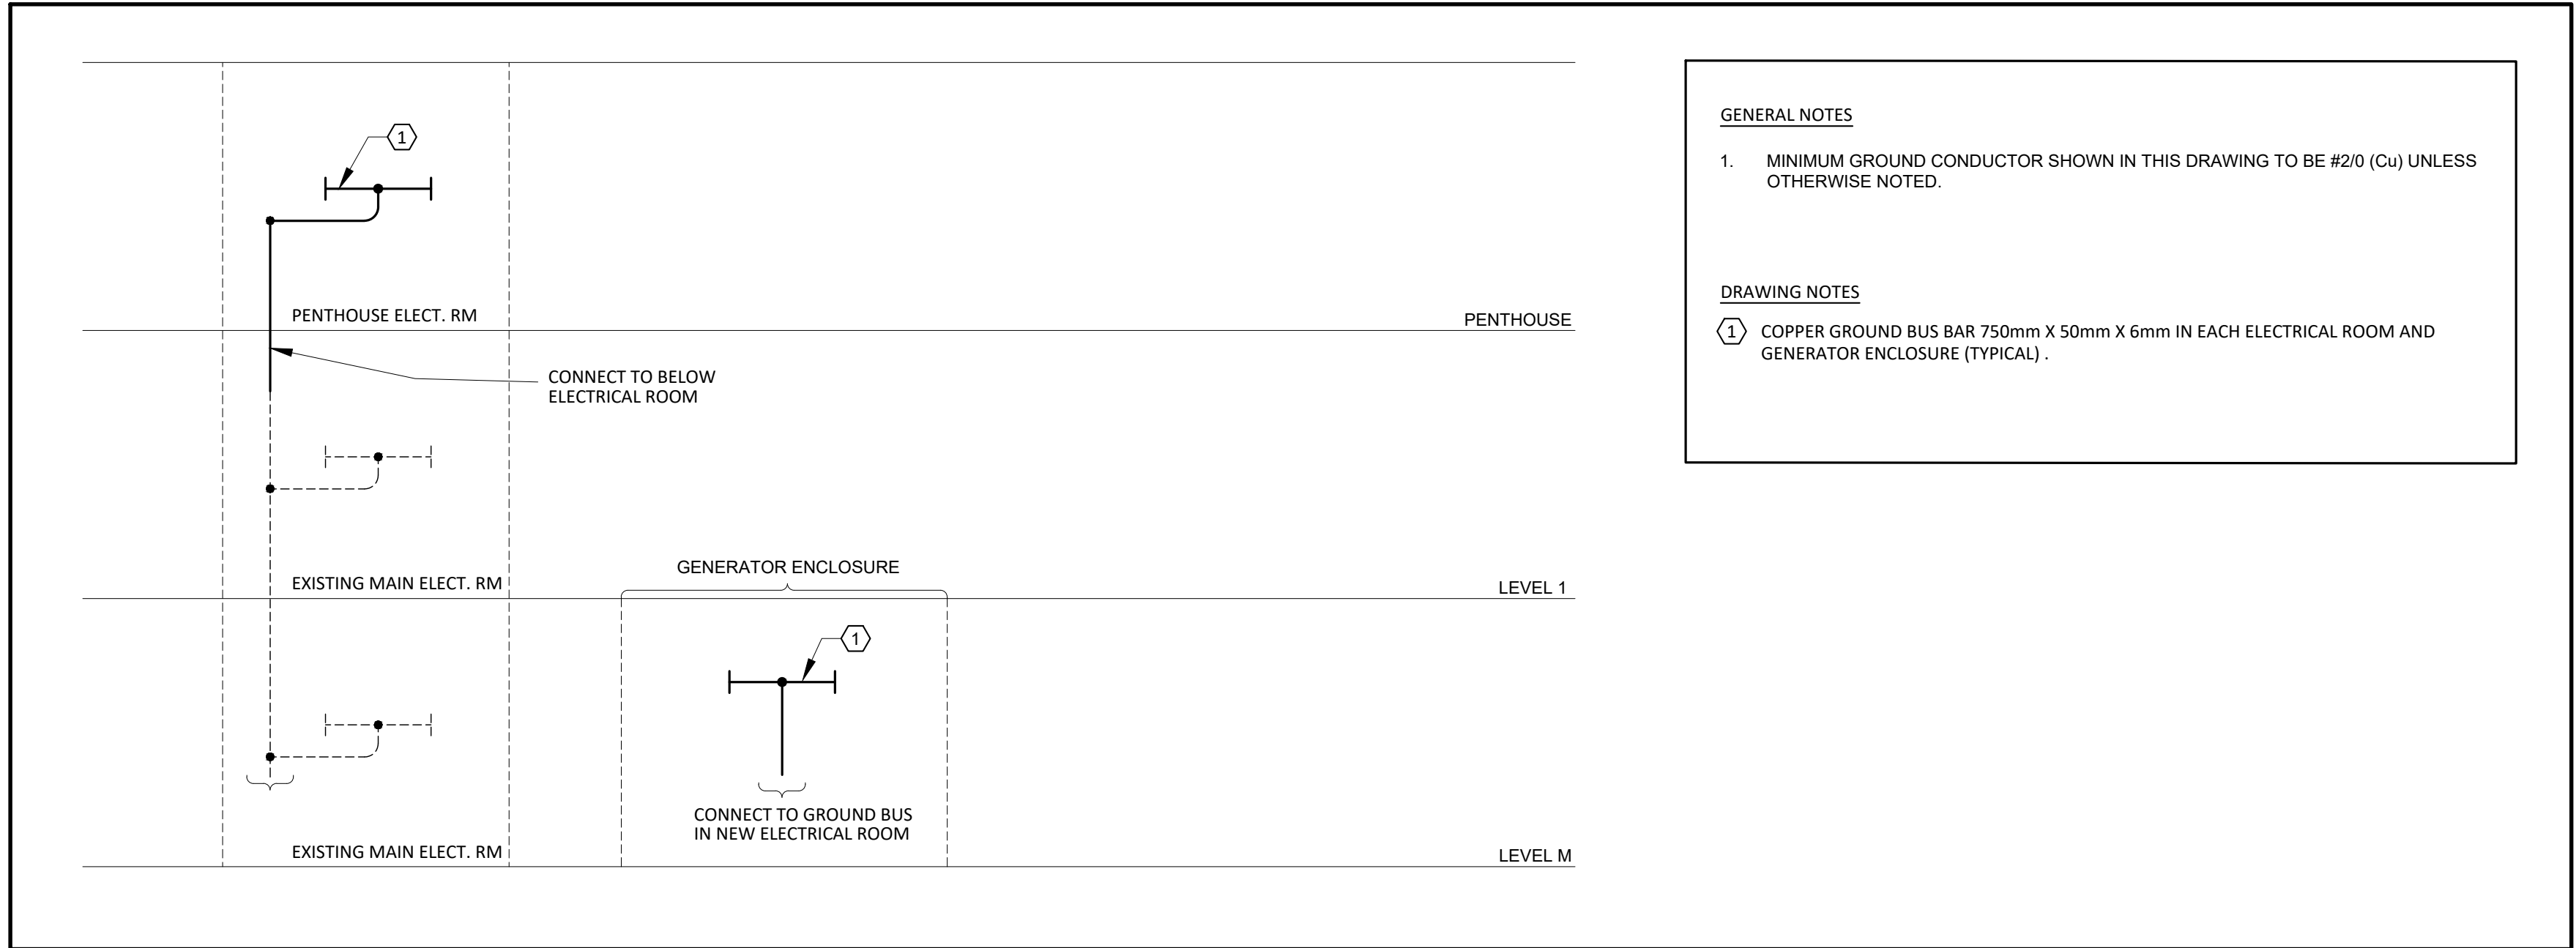 1
PENTHOUSE ELECT. RM
PENTHOUSE
CONNECT TO BELOW
ELECTRICAL ROOM
EXISTING MAIN ELECT. RM
GENERATOR ENCLOSURE
LEVEL 1
1
CONNECT TO GROUND BUS
IN NEW ELECTRICAL ROOM
EXISTING MAIN ELECT. RM
LEVEL M
GENERAL NOTES
1. MINIMUM GROUND CONDUCTOR SHOWN IN THIS DRAWING TO BE #2/0 (Cu) UNLESS
OTHERWISE NOTED.
DRAWING NOTES
1 COPPER GROUND BUS BAR 750mm X 50mm X 6mm IN EACH ELECTRICAL ROOM AND
GENERATOR ENCLOSURE (TYPICAL) .